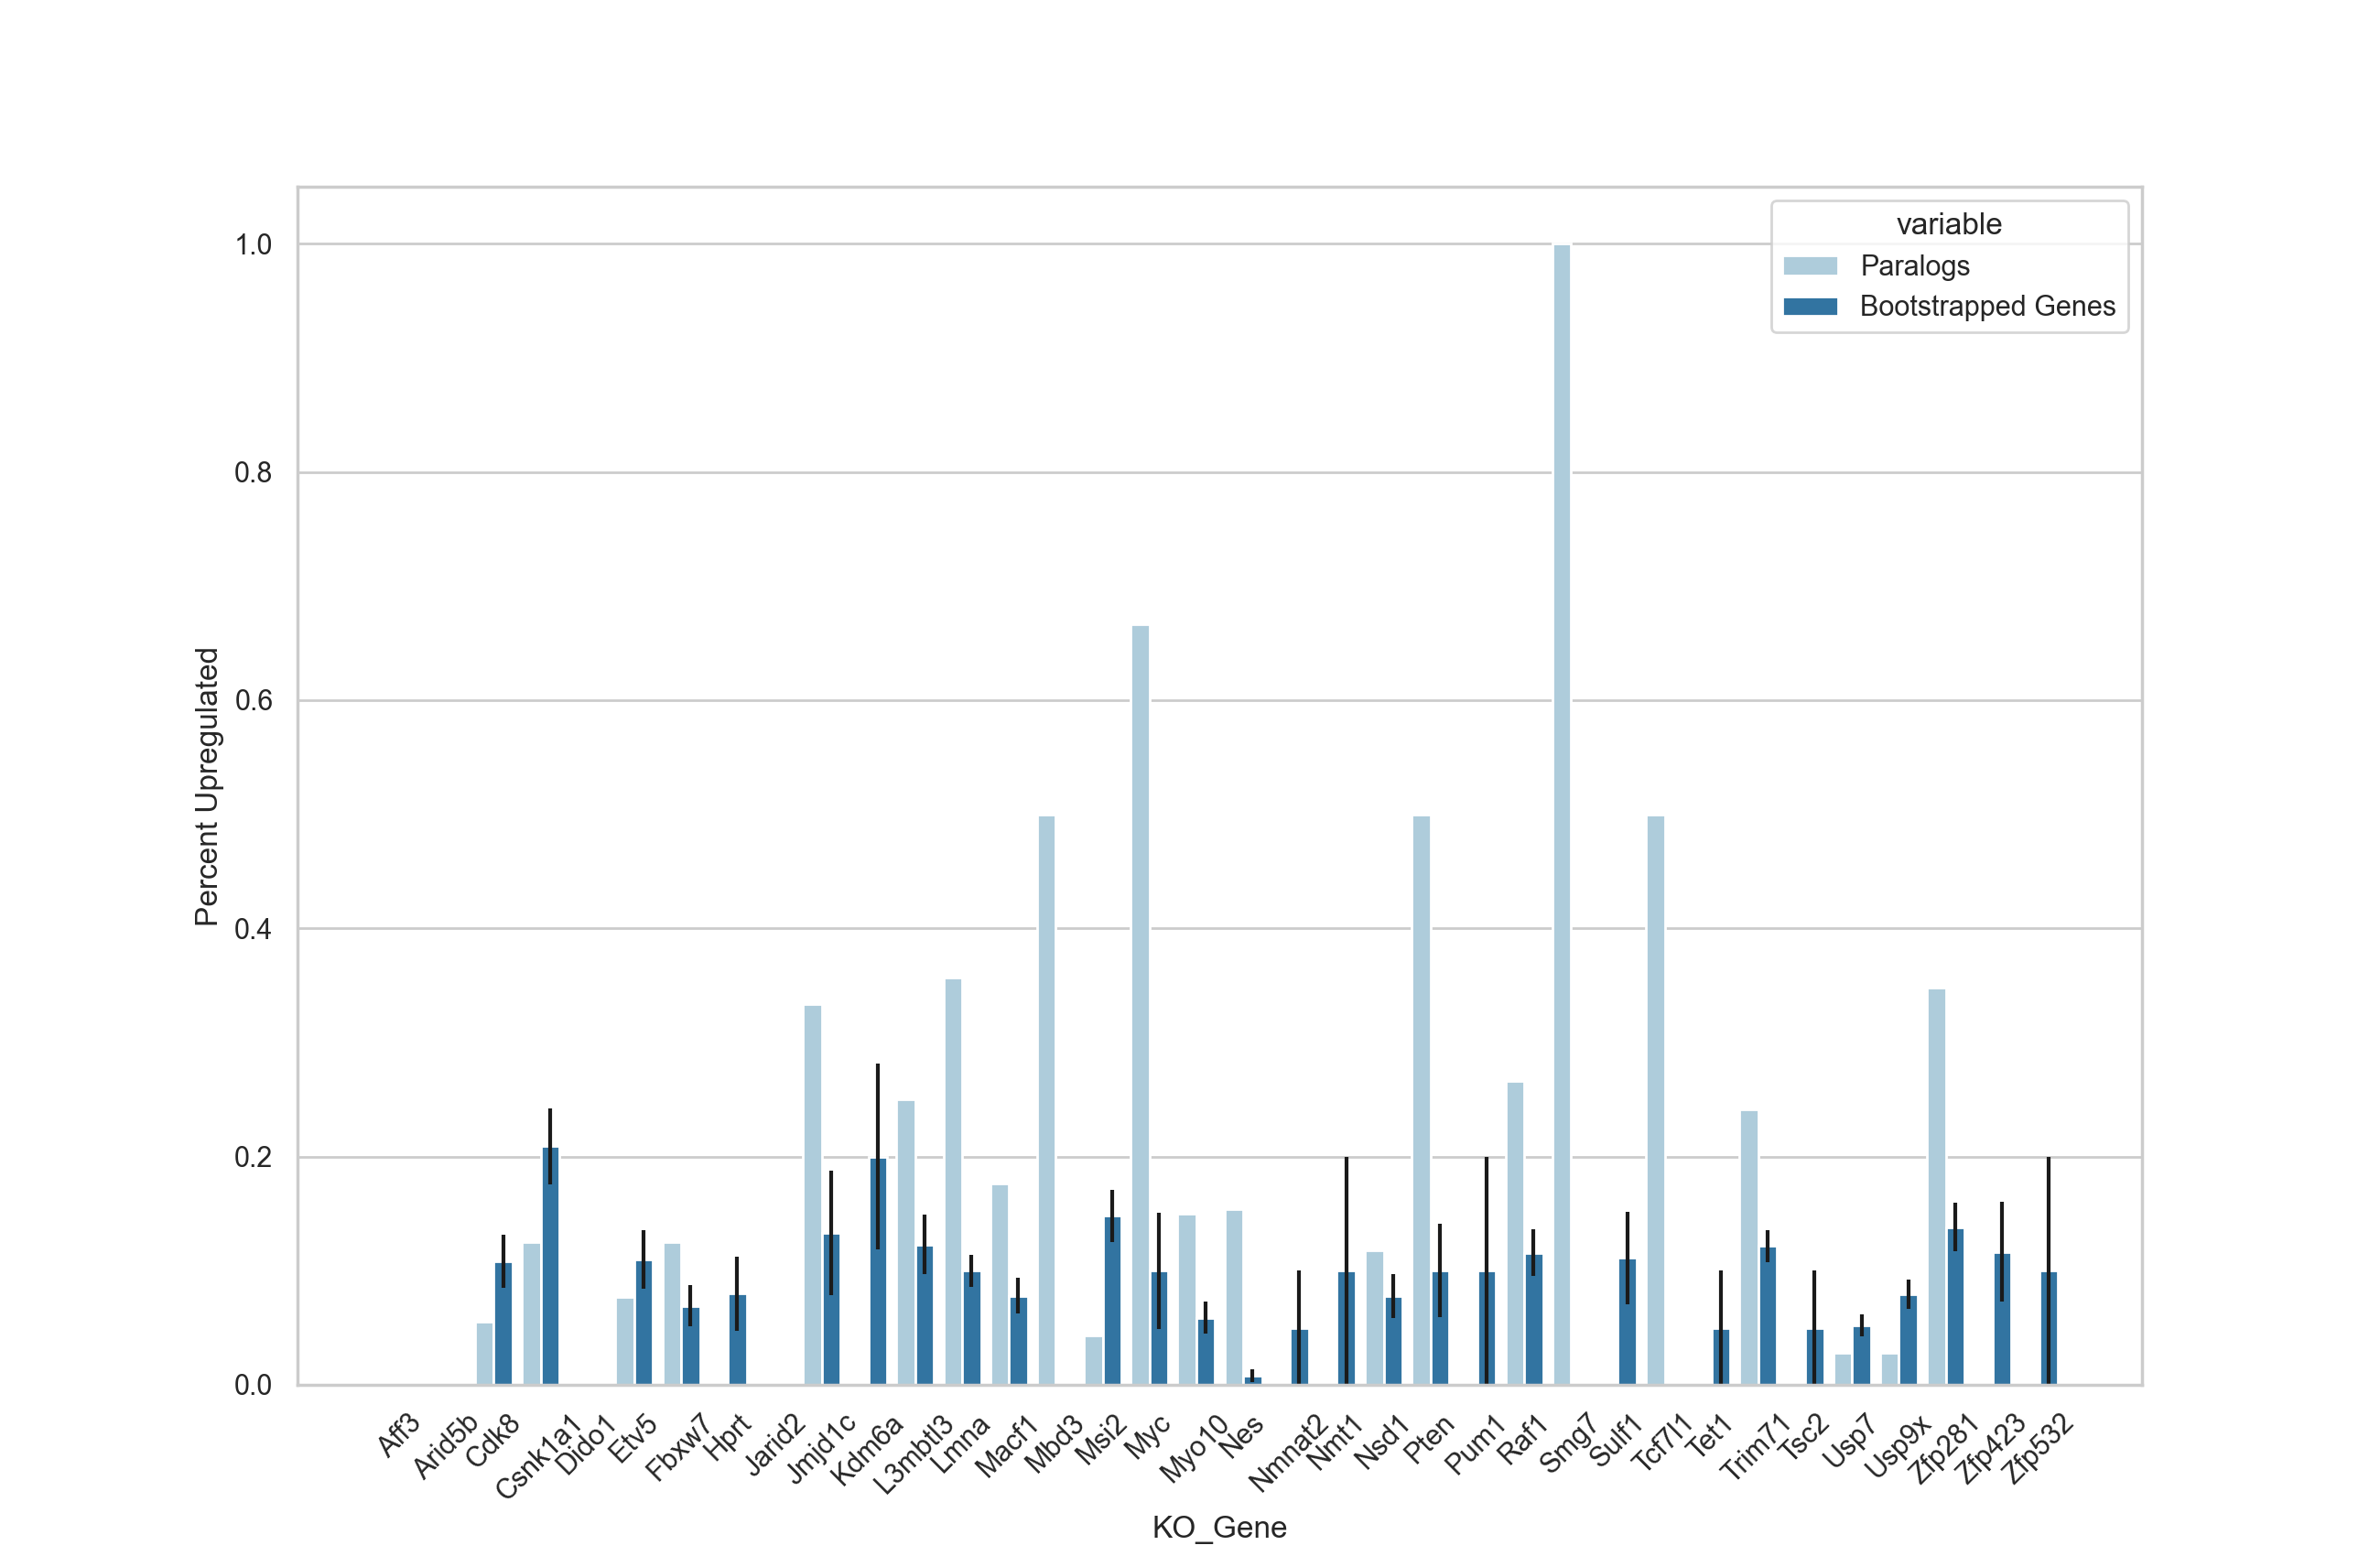 variable
Paralogs
Bootstrapped Genes
1.0
0.8
0.6
0.4
0.2
0.0
Percent Upregulated
Aff3
Arid5b
Cdk8
Csnk1a1
Dido1
Etv5
Fbxw7
Hprt
Jarid2
Jmjd1c
Kdm6a
L3mbtl3
Lmna
Macf1
Mbd3
Msi2
Myc
Myo10
Nes
Nmnat2
Nmt1
Nsd1
Pten
Pum1
Raf1
Smg7
Sulf1
Tcf7l1
Tet1
Trim71
Tsc2
Usp7
Usp9x
Zfp281
Zfp423
Zfp532
KO_Gene